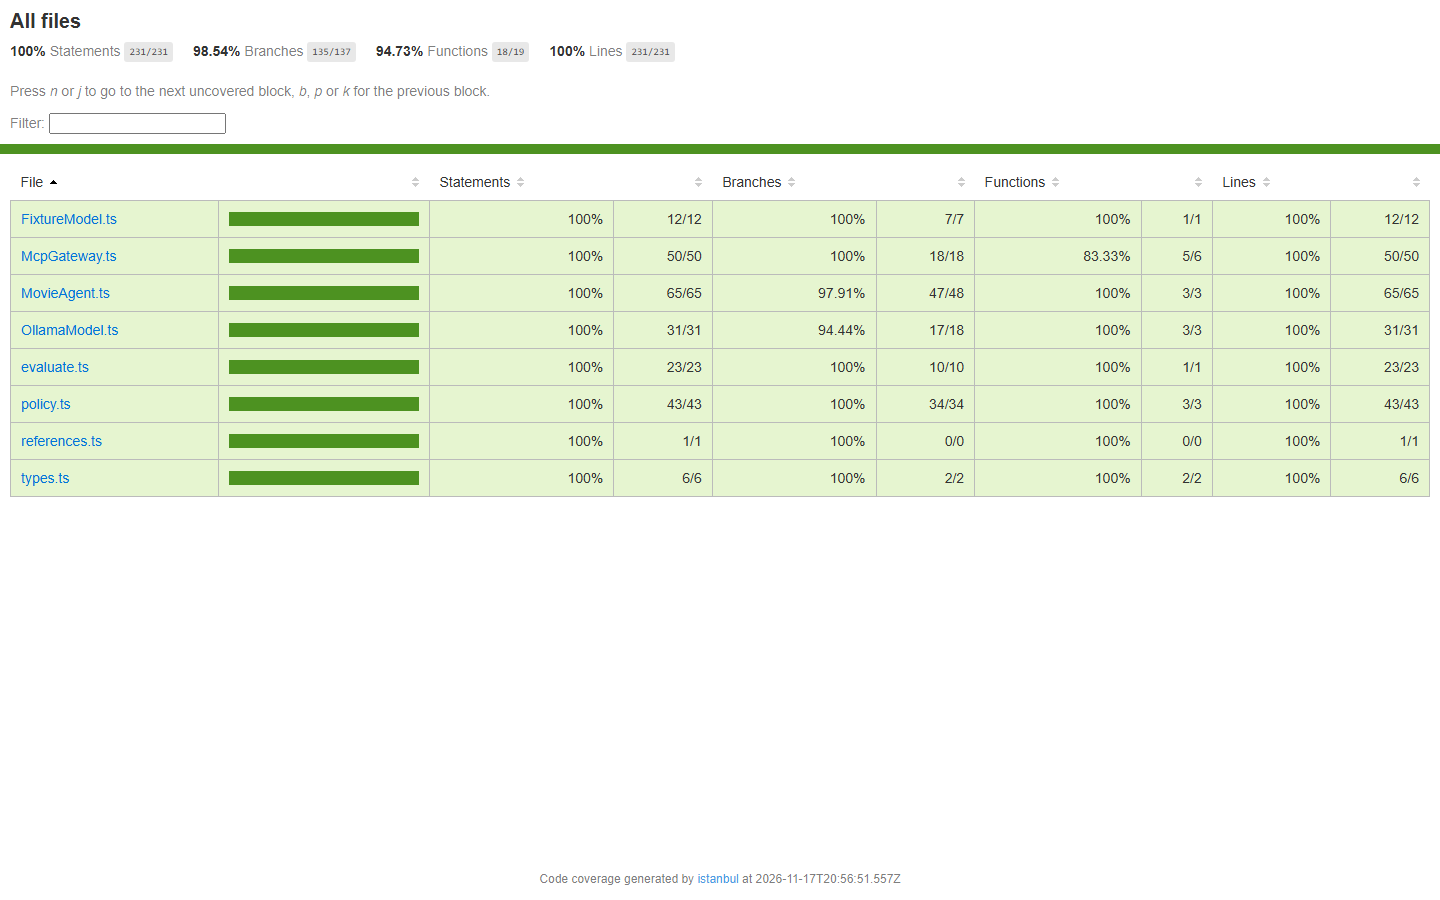 All files
100% Statements 231/231 98.54% Branches 135/137 94.73% Functions 18/19 100% Lines 231/231
Press n or j to go to the next uncovered block, b, p or k for the previous block.
Filter:
File Statements Branches Functions Lines
FixtureModel.ts 100% 12/12 100% 7/7 100% 1/1 100% 12/12
McpGateway.ts 100% 50/50 100% 18/18 83.33% 5/6 100% 50/50
MovieAgent.ts 100% 65/65 97.91% 47/48 100% 3/3 100% 65/65
OllamaModel.ts 100% 31/31 94.44% 17/18 100% 3/3 100% 31/31
evaluate.ts 100% 23/23 100% 10/10 100% 1/1 100% 23/23
policy.ts 100% 43/43 100% 34/34 100% 3/3 100% 43/43
references.ts 100% 1/1 100% 0/0 100% 0/0 100% 1/1
types.ts 100% 6/6 100% 2/2 100% 2/2 100% 6/6
Code coverage generated by istanbul at 2026-11-17T20:56:51.557Z